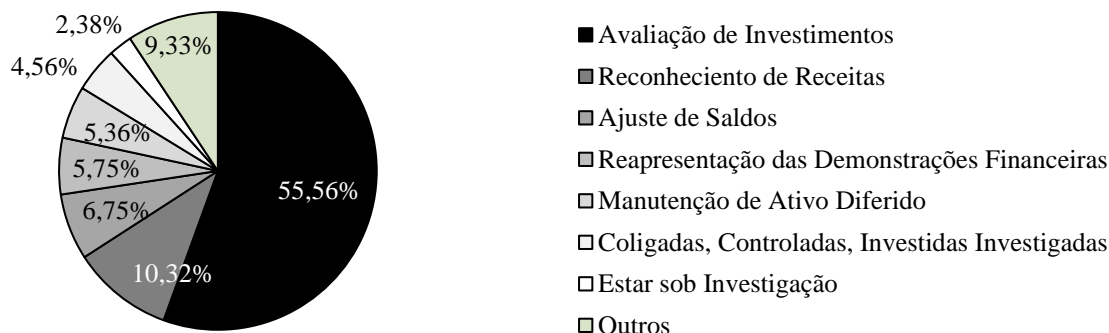 2,38%
9,33%
4,56%
5,36%
5,75%
6,75%
10,32%
55,56%
Avaliação de Investimentos
Reconheciento de Receitas
Ajuste de Saldos
Reapresentação das Demonstrações Financeiras
Manutenção de Ativo Diferido
Coligadas, Controladas, Investidas Investigadas
Estar sob Investigação
Outros